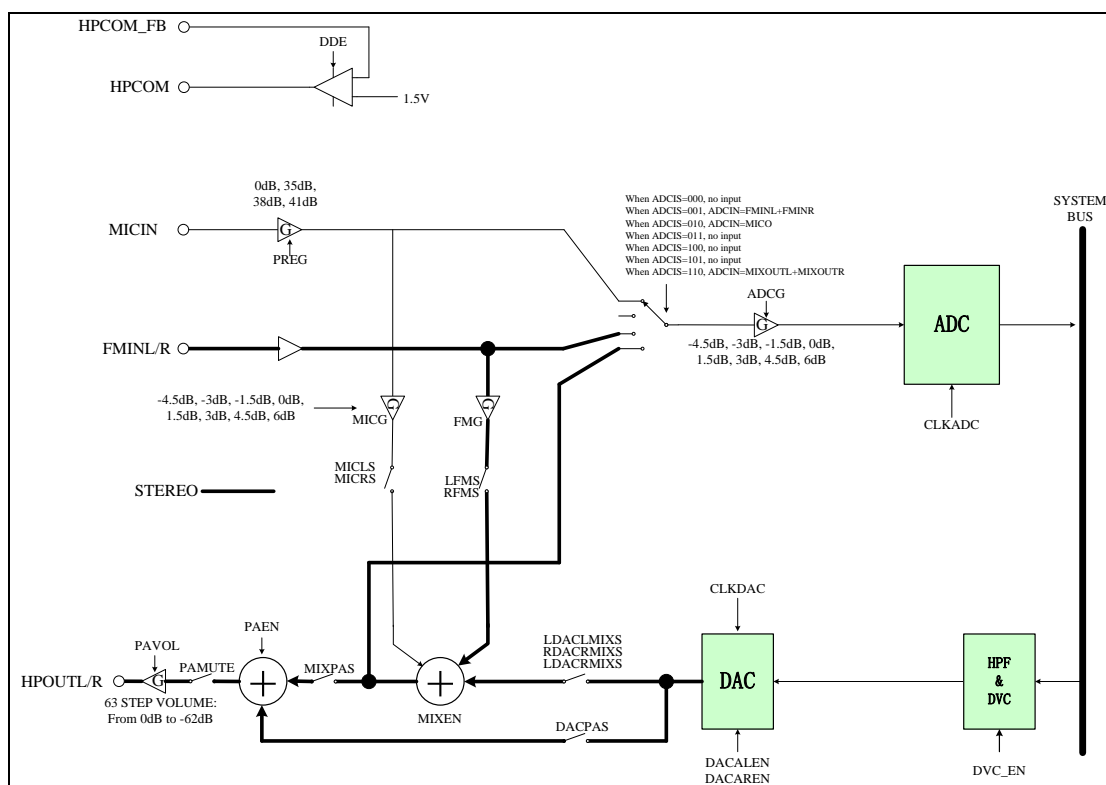 HPCOM_FB
DDE
HPCOM
1.5V
0dB, 35dB,
38dB, 41dB
MICIN
G
PREG
When ADCIS=000, no input
When ADCIS=001, ADCIN=FMINL+FMINR
When ADCIS=010, ADCIN=MICO
When ADCIS=011, no input
When ADCIS=100, no input
When ADCIS=101, no input
When ADCIS=110, ADCIN=MIXOUTL+MIXOUTR
SYSTEM
BUS
ADCG
G
ADC
-4.5dB, -3dB, -1.5dB, 0dB,
1.5dB, 3dB, 4.5dB, 6dB
CLKADC
FMINL/R
-4.5dB, -3dB, -1.5dB, 0dB,
1.5dB, 3dB, 4.5dB, 6dB
G
MICG
G
FMG
MICLS
MICRS
LFMS
RFMS
STEREO
CLKDAC
LDACLMIXS
RDACRMIXS
LDACRMIXS
PAEN
PAVOL
PAMUTE
HPOUTL/R
G
MIXPAS
63 STEP VOLUME:
From 0dB to -62dB
MIXEN
DAC
HPF
&
DVC
DACPAS
DACALEN
DACAREN
DVC_EN